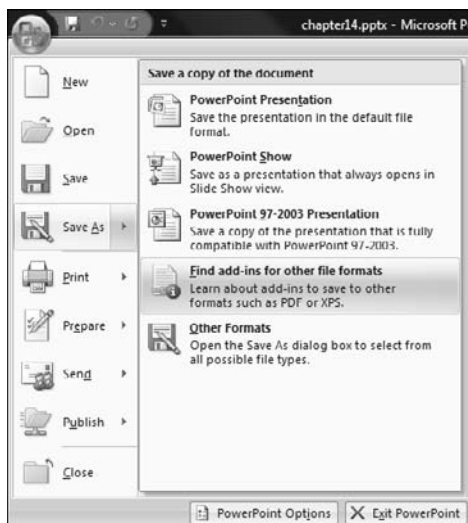 chapter14.pptx - Microsoft P
New
Open
Save
Save As
Print
Prepare
Send
Publish
Close
Save a copy of the document
PowerPoint Presentation
Save the presentation in the default file
format.
PowerPoint Show
Save as a presentation that always opens in
Slide Show view.
PowerPoint 97-2003 Presentation
Save a copy of the presentation that is fully
compatible with PowerPoint 97-2003.
Find add-ins for other file formats
Learn about add-ins to save to other
formats such as PDF or XPS.
Other Formats
Open the Save As dialog box to select from
all possible file types.
PowerPoint Options
Exit PowerPoint